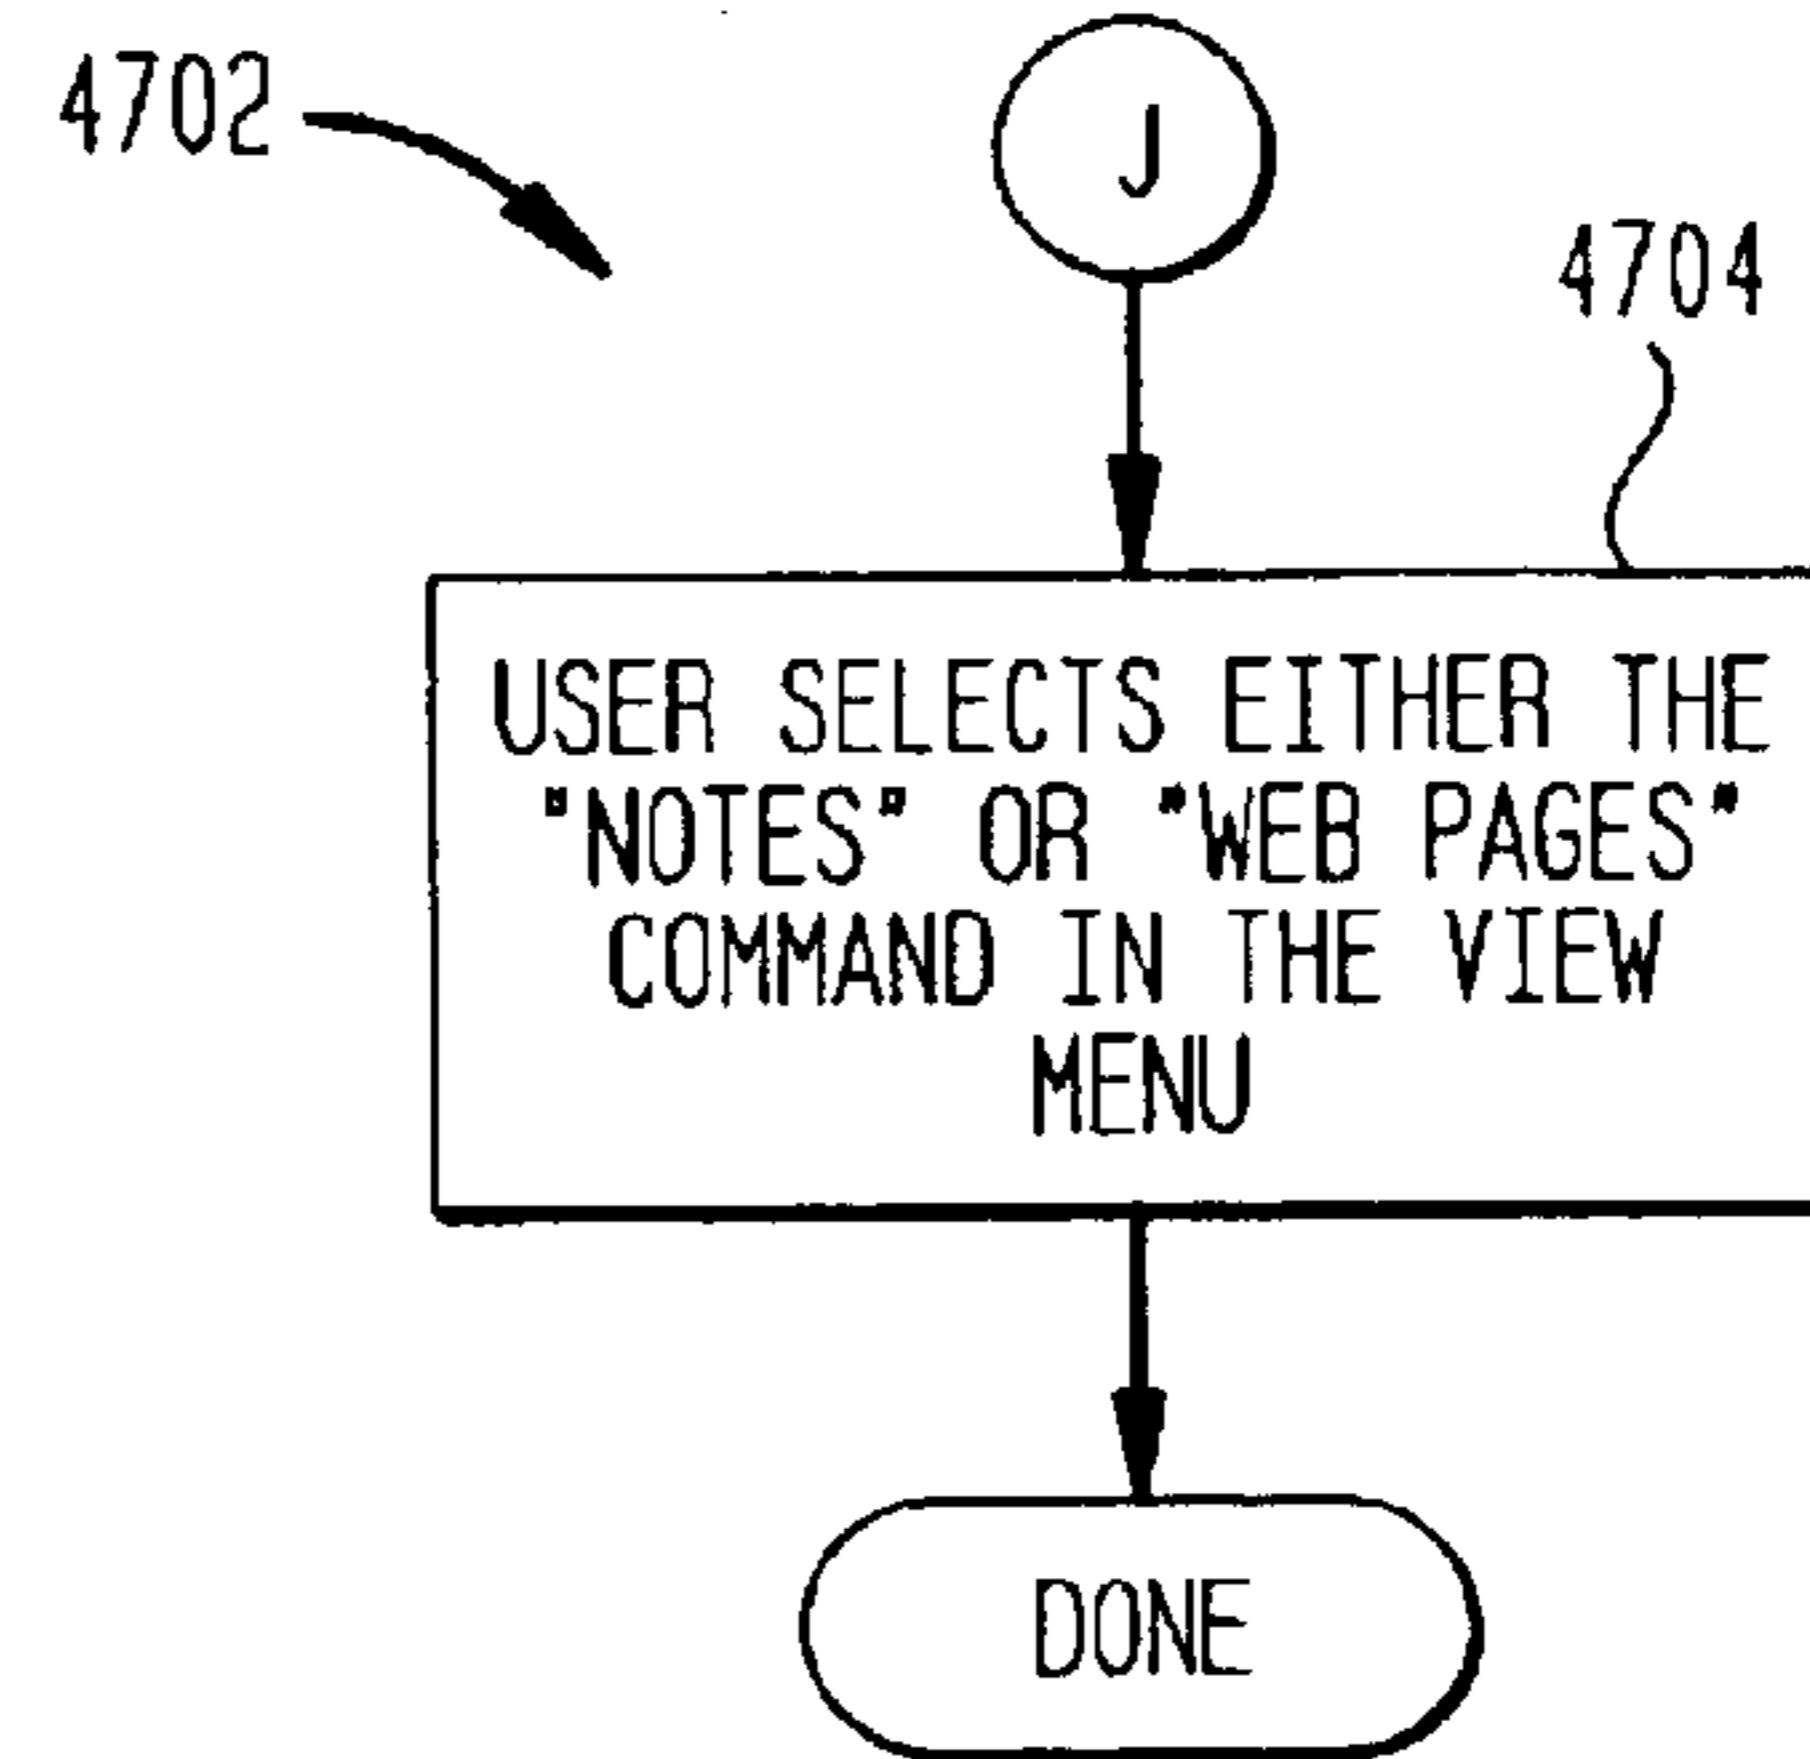 4702
J
4704
USER SELECTS EITHER THE
"NOTES" OR "WEB PAGES"
COMMAND IN THE VIEW
MENU
DONE